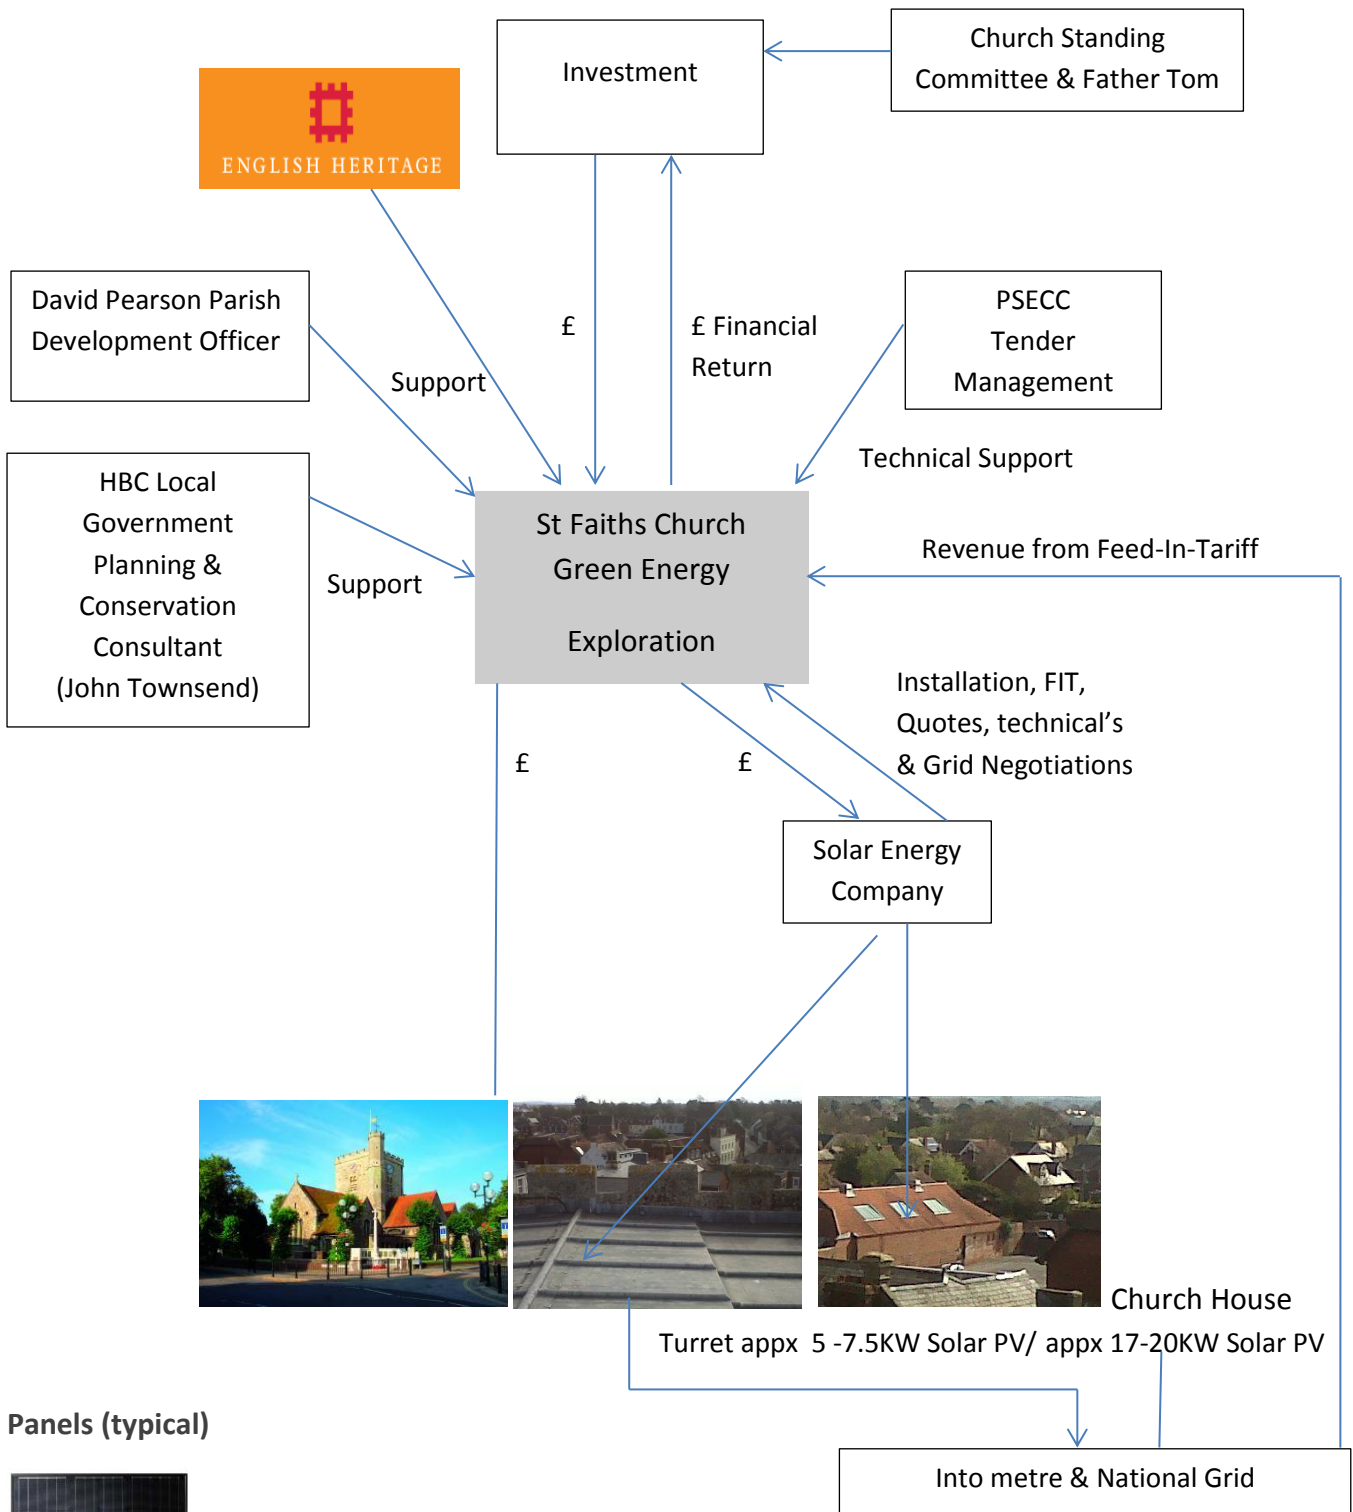 Investment
Church Standing
Committee & Father Tom
ENGLISH HERITAGE
David Pearson Parish
Development Officer
£
£ Financial
Return
PSECC
Tender
Management
Support
Technical Support
HBC Local
Government
Planning &
Conservation
Consultant
(John Townsend)
Support
St Faiths Church
Green Energy
Exploration
Revenue from Feed-In-Tariff
Installation, FIT,
Quotes, technical’s
& Grid Negotiations
£
£
Solar Energy
Company
Church House
Turret appx 5 -7.5KW Solar PV/ appx 17-20KW Solar PV
Panels (typical)
Into metre & National Grid